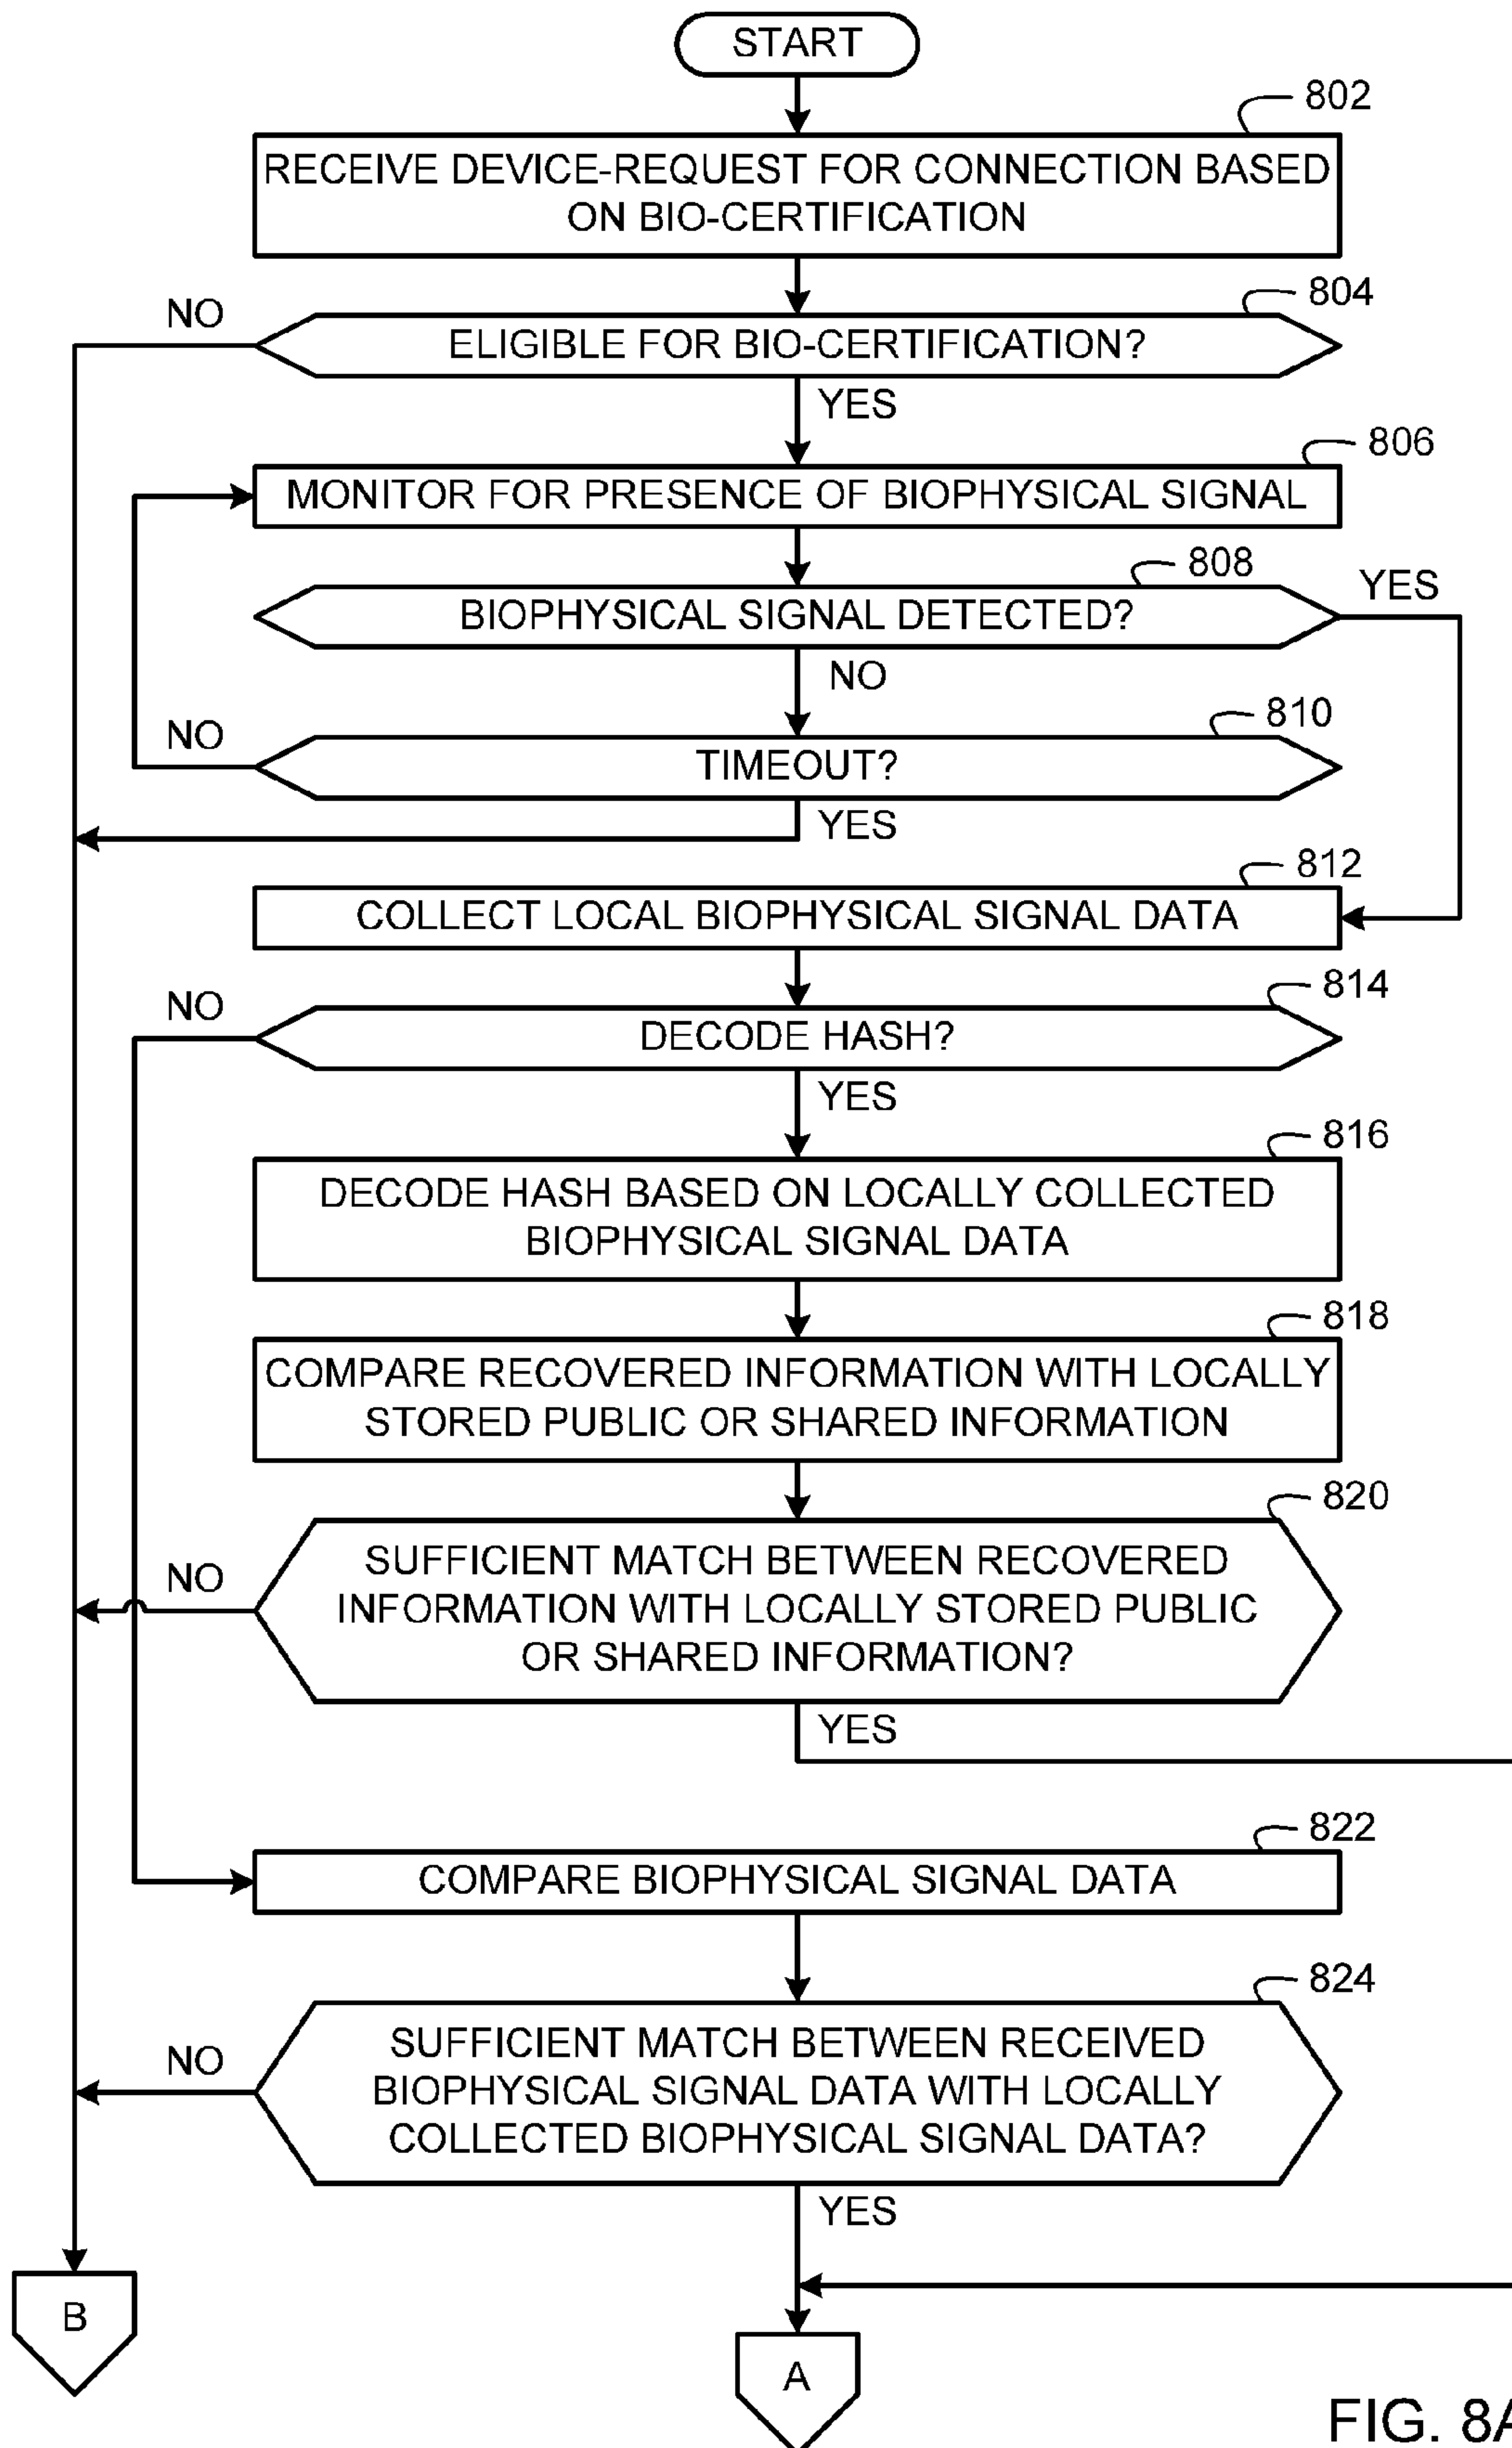 START
802
RECEIVE DEVICE-REQUEST FOR CONNECTION BASED
ON BIO-CERTIFICATION
804
NO
ELIGIBLE FOR BIO-CERTIFICATION?
YES
806
MONITOR FOR PRESENCE OF BIOPHYSICAL SIGNAL
808
YES
BIOPHYSICAL SIGNAL DETECTED?
NO
810
NO
TIMEOUT?
YES
812
COLLECT LOCAL BIOPHYSICAL SIGNAL DATA
814
NO
DECODE HASH?
YES
816
DECODE HASH BASED ON LOCALLY COLLECTED
BIOPHYSICAL SIGNAL DATA
818
COMPARE RECOVERED INFORMATION WITH LOCALLY
STORED PUBLIC OR SHARED INFORMATION
820
NO
SUFFICIENT MATCH BETWEEN RECOVERED
INFORMATION WITH LOCALLY STORED PUBLIC
OR SHARED INFORMATION?
YES
822
COMPARE BIOPHYSICAL SIGNAL DATA
824
NO
SUFFICIENT MATCH BETWEEN RECEIVED
BIOPHYSICAL SIGNAL DATA WITH LOCALLY
COLLECTED BIOPHYSICAL SIGNAL DATA?
YES
B
A
FIG. 8A